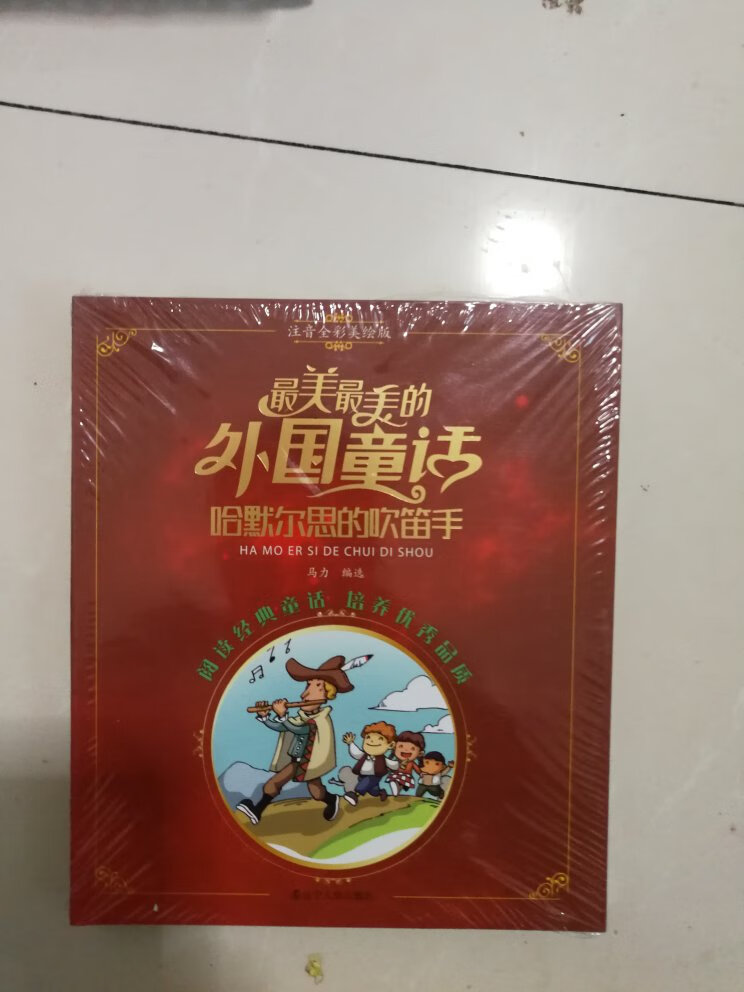 注音全彩美绘版
最美最美的
外国童话
哈默尔思的吹笛手
HA MO ER SI DE CHUI DI SHOU
马力 编选
阅读经典童话 培养优秀品质